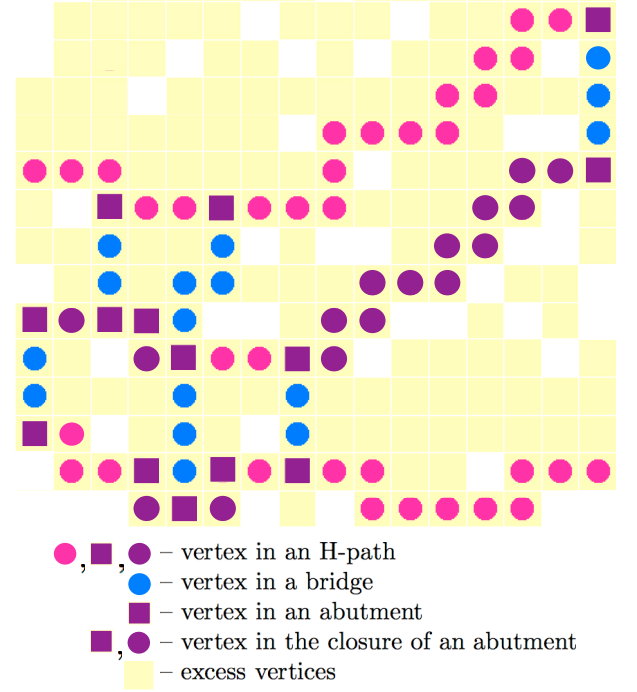 , , – vertex in an H-path
– vertex in a bridge
– vertex in an abutment
, – vertex in the closure of an abutment
– excess vertices